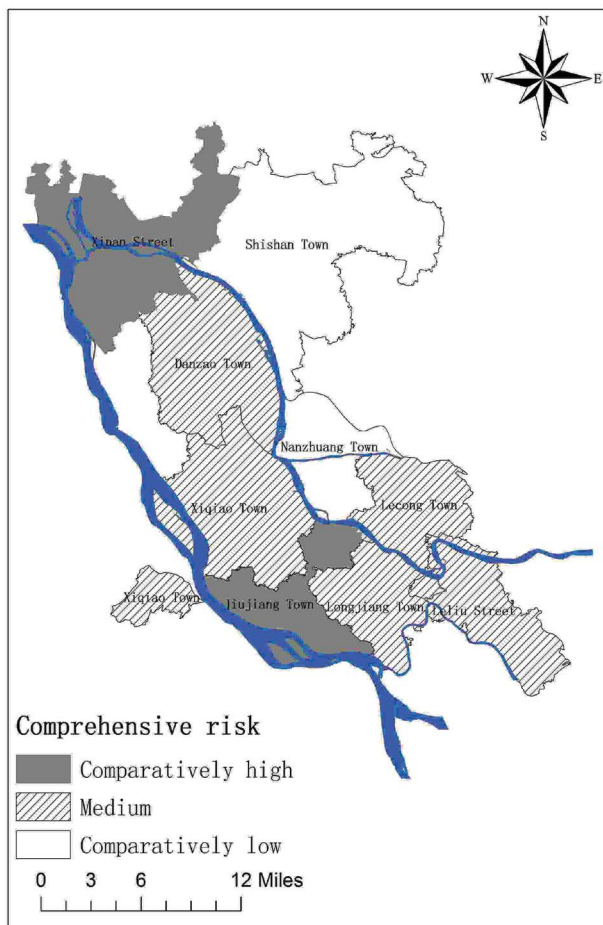 N
W E
S
Xinan Street
Shishan Town
Danzao Town
Nanzhuang Town
Lecong Town
Xiqiao Town
Xiqiao Town
Jiujiang Town
Longjiang Town
Street
Comprehensive risk
Comparatively high
Medium
Comparatively low
0 3 6 12 Miles